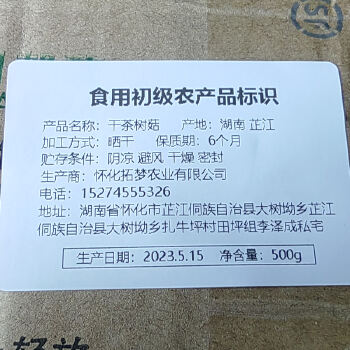 食用初级农产品标识
产品名称：干茶树菇 产地：湖南 芷江
加工方式：晒干 保质期：6个月
贮存条件：阴凉 避风 干燥 密封
生产商：怀化拓梦农业有限公司
电话：15274555326
地址：湖南省怀化市芷江侗族自治县大树坳乡芷江
侗族自治县大树坳乡扎牛坪村田坪组李泽成私宅
生产日期：2023.5.15 净含量：500g